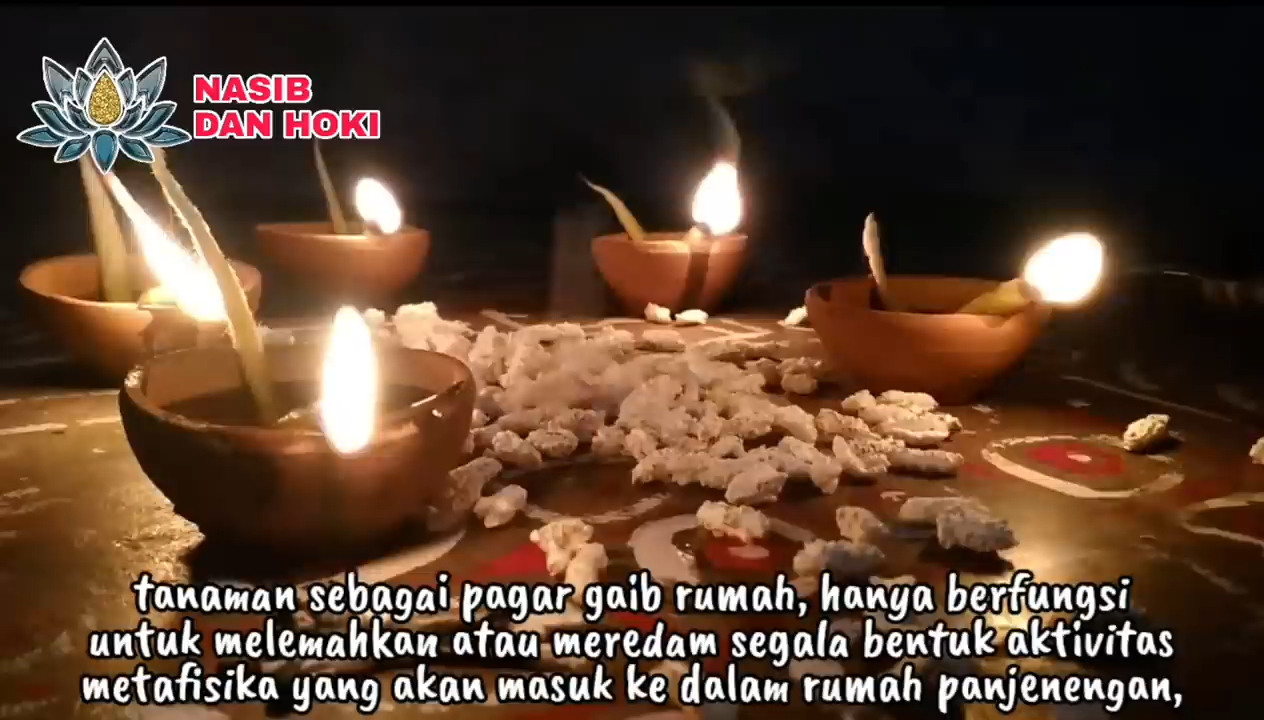 NASIB
DAN HOKI
tanaman sebagai pagar gaib rumah, hanya berfungsi
untuk melemahkan atau meredam segala bentuk aktivitas
metafisika yang akan masuk ke dalam rumah panjenengan,